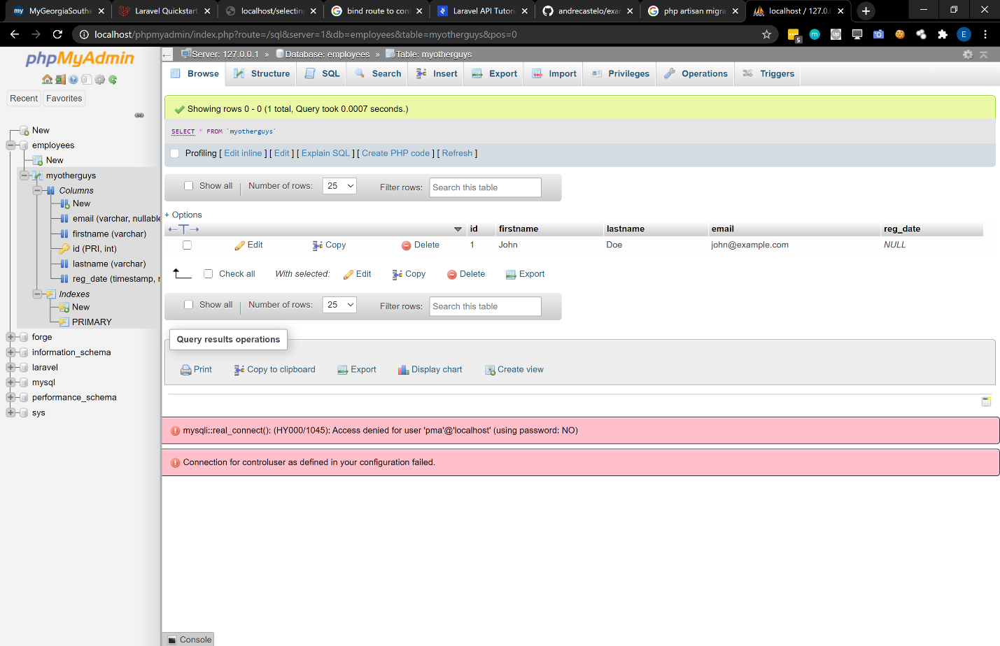 my MyGeorgiaSouthe
Laravel Quickstart
localhost/selecting
bind route to cont
Laravel API Tutori
andrecastelo/exa
php artisan migra
localhost / 127.0.0
localhost/phpmyadmin/index.php?route=/sql&server=1&db=employees&table=myotherguys&pos=0
5
m
up
E
phpMyAdmin
Recent
Favorites
New
employees
New
myotherguys
Columns
New
email (varchar, nullable
firstname (varchar)
id (PRI, int)
lastname (varchar)
reg_date (timestamp, n
Indexes
New
PRIMARY
forge
information_schema
laravel
mysql
performance_schema
sys
Server: 127.0.0.1 » Database: employees » Table: myotherguys
Browse Structure SQL Search Insert Export Import Privileges Operations Triggers
Showing rows 0 - 0 (1 total, Query took 0.0007 seconds.)
SELECT * FROM `myotherguys`
Profiling [ Edit inline ] [ Edit ] [ Explain SQL ] [ Create PHP code ] [ Refresh ]
Show all Number of rows: 25 Filter rows: Search this table
+ Options
←T→ id firstname lastname email reg_date
Edit Copy Delete 1 John Doe john@example.com NULL
Check all With selected: Edit Copy Delete Export
Show all Number of rows: 25 Filter rows: Search this table
Query results operations
Print Copy to clipboard Export Display chart Create view
mysqli::real_connect(): (HY000/1045): Access denied for user 'pma'@'localhost' (using password: NO)
Connection for controluser as defined in your configuration failed.
Console